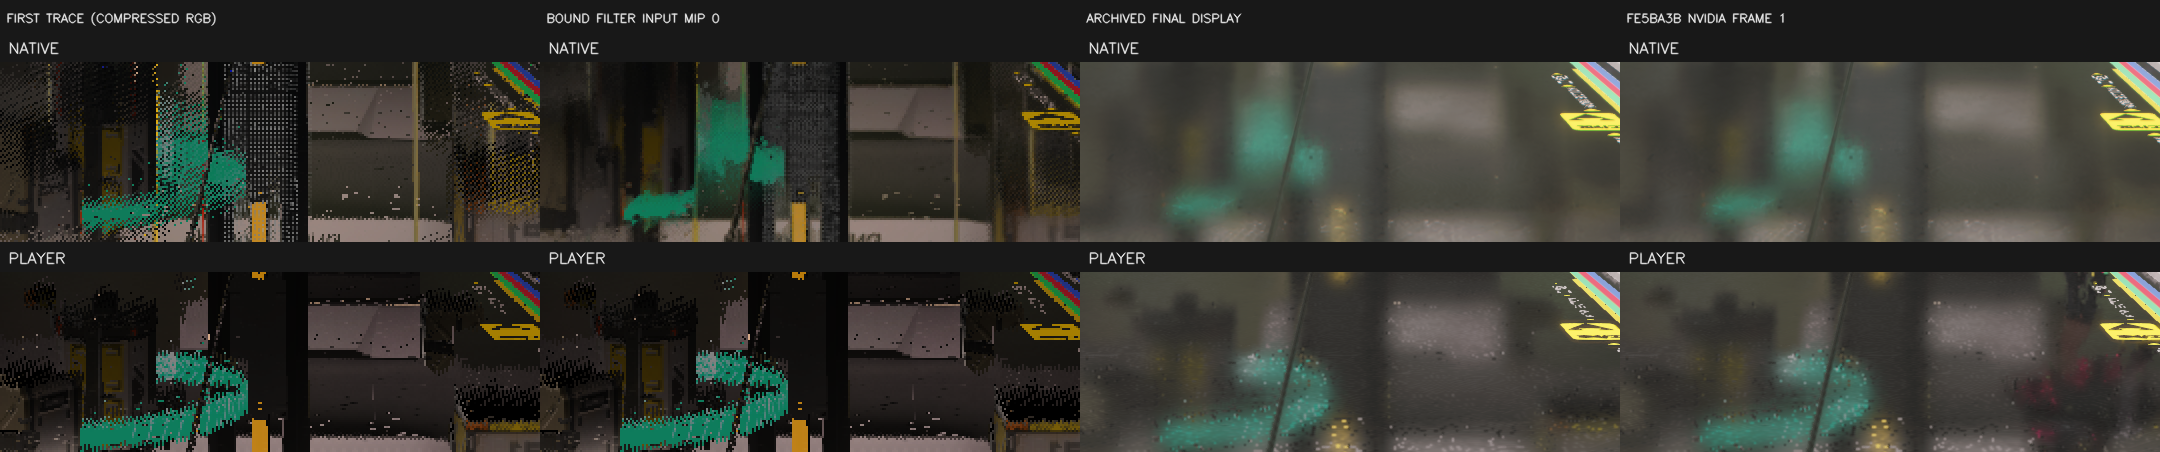 FIRST TRACE (COMPRESSED RGB)
BOUND FILTER INPUT MIP 0
ARCHIVED FINAL DISPLAY
FE5BA3B NVIDIA FRAME 1
NATIVE
NATIVE
NATIVE
NATIVE
PLAYER
PLAYER
PLAYER
PLAYER